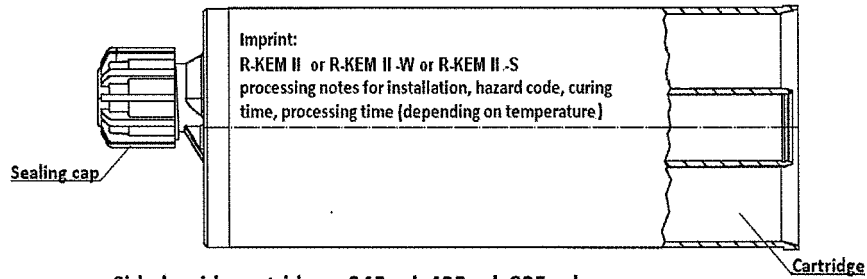 Imprint:
R-KEM II or R-KEM II -W or R-KEM II -S
processing notes for installation, hazard code, curing
time, processing time (depending on temperature)
Sealing cap
Cartridge